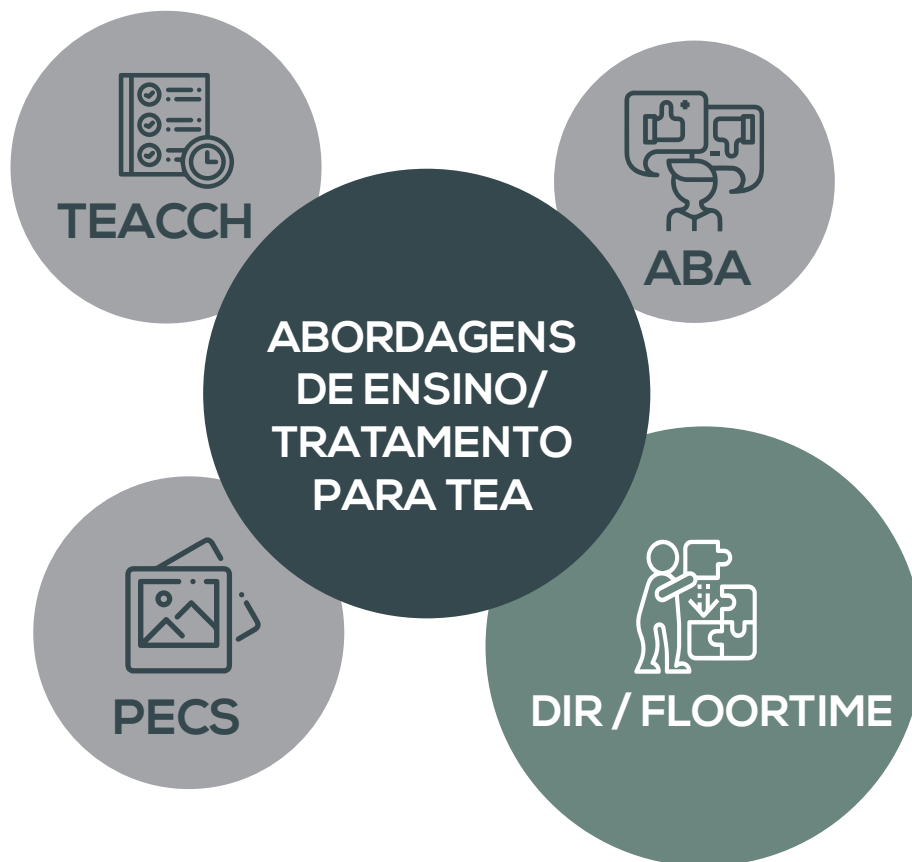 TEACCH
ABA
ABORDAGENS
DE ENSINO/
TRATAMENTO
PARA TEA
PECS
DIR / FLOORTIME